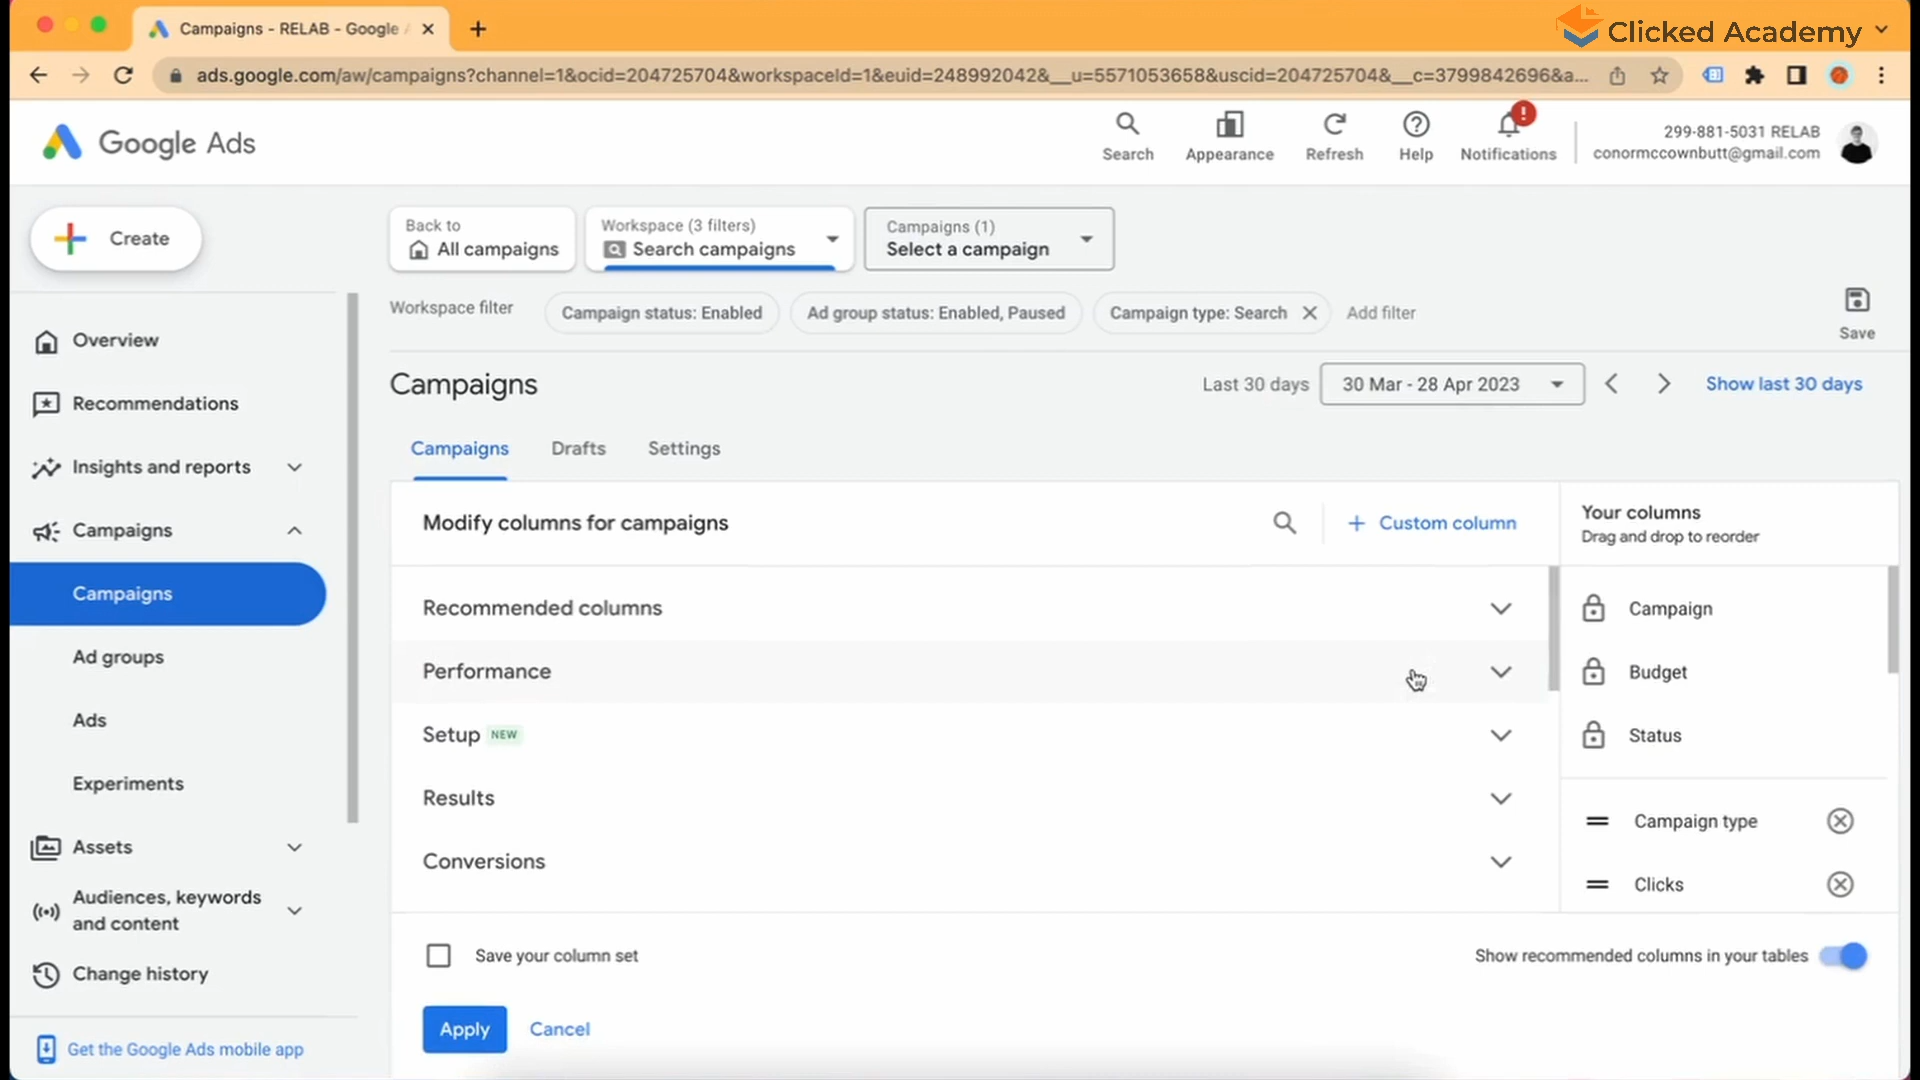 Campaigns - RELAB - Google A
Clicked Academy
ads.google.com/aw/campaigns?channel=1&ocid=204725704&workspaceId=1&euid=248992042&__u=5571053658&uscid=204725704&__c=3799842696&a...
Google Ads
Search
Appearance
Refresh
Help
Notifications
299-881-5031 RELAB
conormccownbutt@gmail.com
Create
Back to
All campaigns
Workspace (3 filters)
Search campaigns
Campaigns (1)
Select a campaign
Workspace filter
Campaign status: Enabled
Ad group status: Enabled, Paused
Campaign type: Search
Add filter
Save
Overview
Recommendations
Insights and reports
Campaigns
Campaigns
Ad groups
Ads
Experiments
Assets
Audiences, keywords
and content
Change history
Get the Google Ads mobile app
Campaigns
Last 30 days
30 Mar - 28 Apr 2023
Show last 30 days
Campaigns
Drafts
Settings
Modify columns for campaigns
Custom column
Recommended columns
Performance
Setup NEW
Results
Conversions
Your columns
Drag and drop to reorder
Campaign
Budget
Status
Campaign type
Clicks
Save your column set
Show recommended columns in your tables
Apply
Cancel